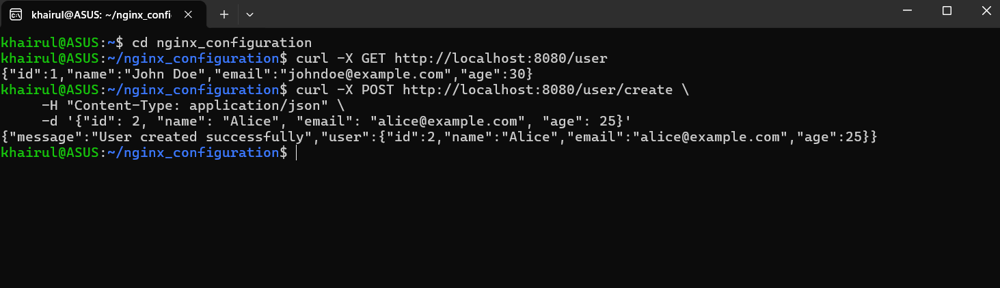 khairul@ASUS: ~/nginx_confi
khairul@ASUS:~$ cd nginx_configuration
khairul@ASUS:~/nginx_configuration$ curl -X GET http://localhost:8080/user
{"id":1,"name":"John Doe","email":"johndoe@example.com","age":30}
khairul@ASUS:~/nginx_configuration$ curl -X POST http://localhost:8080/user/create \
     -H "Content-Type: application/json" \
     -d '{"id": 2, "name": "Alice", "email": "alice@example.com", "age": 25}'
{"message":"User created successfully","user":{"id":2,"name":"Alice","email":"alice@example.com","age":25}}
khairul@ASUS:~/nginx_configuration$